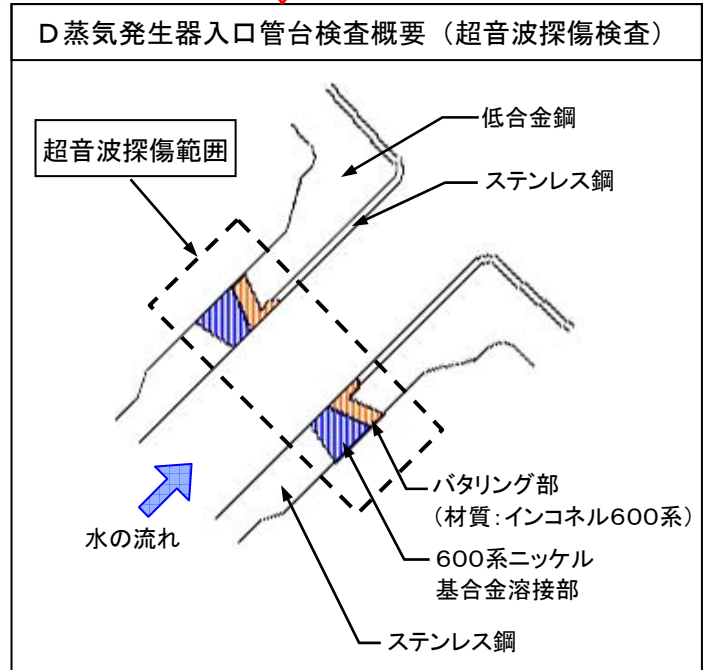 D蒸気発生器入口管台検査概要(超音波探傷検査)
低合金鋼
超音波探傷範囲
ステンレス鋼
バタリング部
(材質:インコネル600系)
水の流れ
600系ニッケル
基合金溶接部
ステンレス鋼